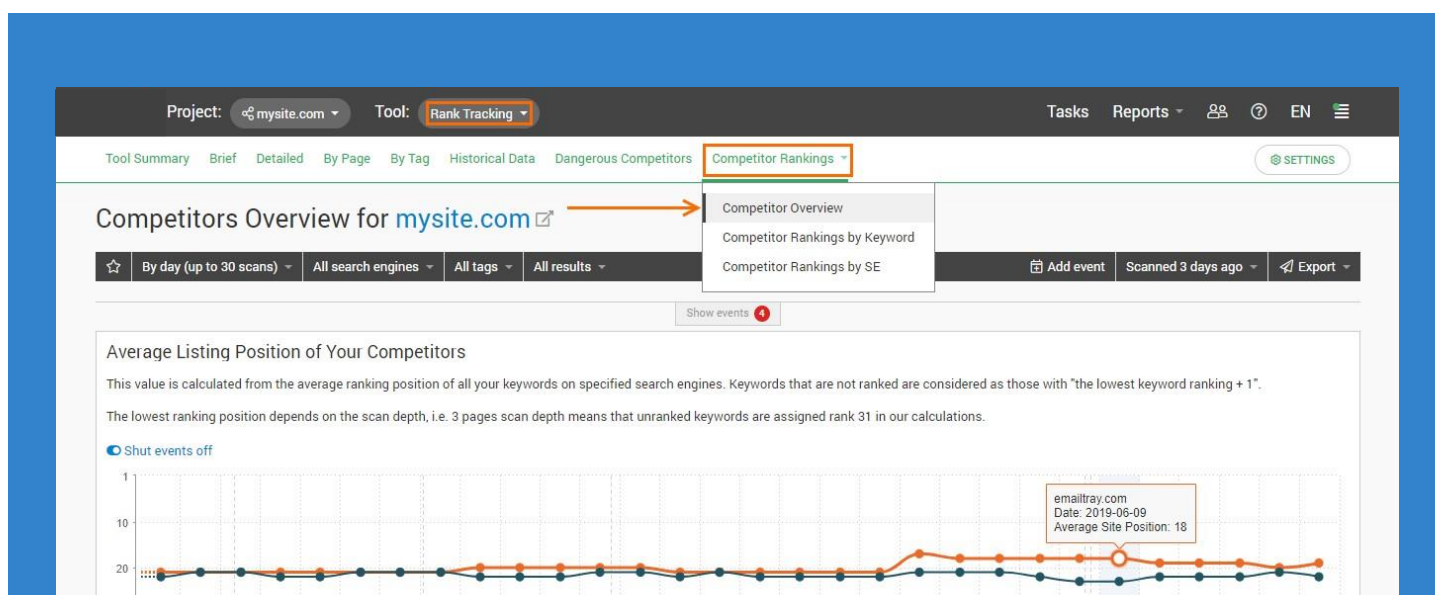 Project: mysite.com Tool: Rank Tracking Tasks Reports EN
Tool Summary Brief Detailed By Page By Tag Historical Data Dangerous Competitors Competitor Rankings SETTINGS
Competitors Overview for mysite.com
Competitor Overview
Competitor Rankings by Keyword
Competitor Rankings by SE
By day (up to 30 scans) All search engines All tags All results Add event Scanned 3 days ago Export
Show events 4
Average Listing Position of Your Competitors
This value is calculated from the average ranking position of all your keywords on specified search engines. Keywords that are not ranked are considered as those with "the lowest keyword ranking + 1".
The lowest ranking position depends on the scan depth, i.e. 3 pages scan depth means that unranked keywords are assigned rank 31 in our calculations.
Shut events off
1
emailtray.com
Date: 2019-06-09
Average Site Position: 18
10
20